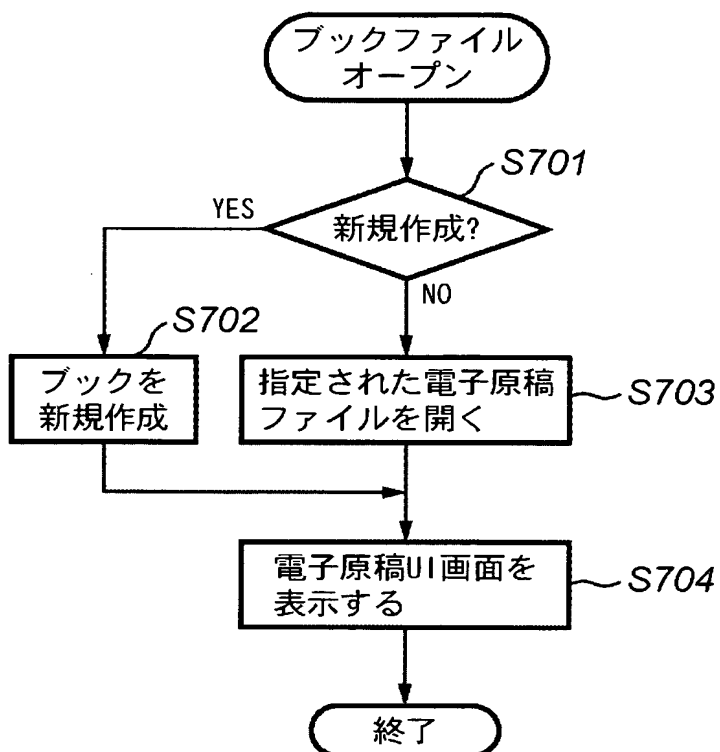 ブックファイル
オープン
S701
YES
新規作成?
NO
S702
ブックを
新規作成
指定された電子原稿
ファイルを開く
S703
電子原稿UI画面を
表示する
S704
終了